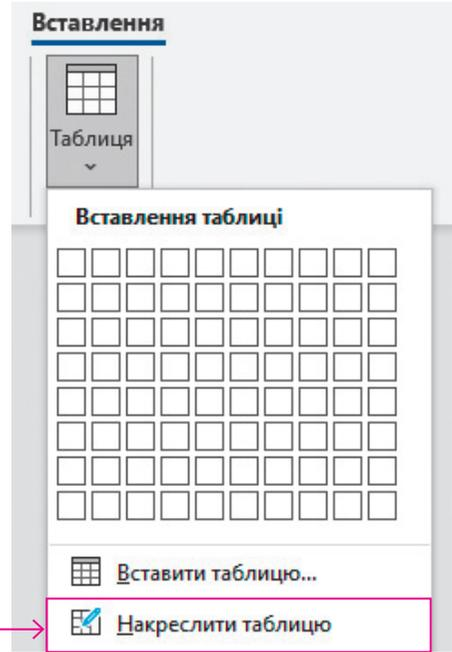 Вставлення
Таблиця
Вставлення таблиці
Вставити таблицю...
Накреслити таблицю